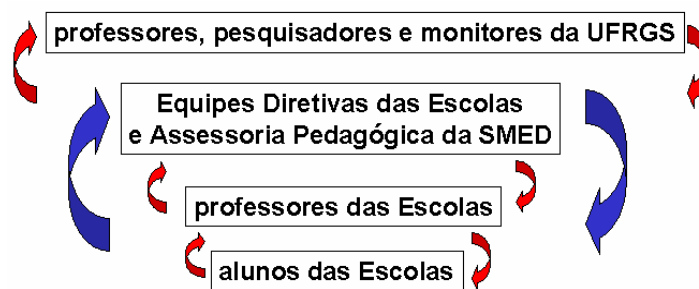 professores, pesquisadores e monitores da UFRGS
Equipes Diretivas das Escolas
e Assessoria Pedagógica da SMED
professores das Escolas
alunos das Escolas